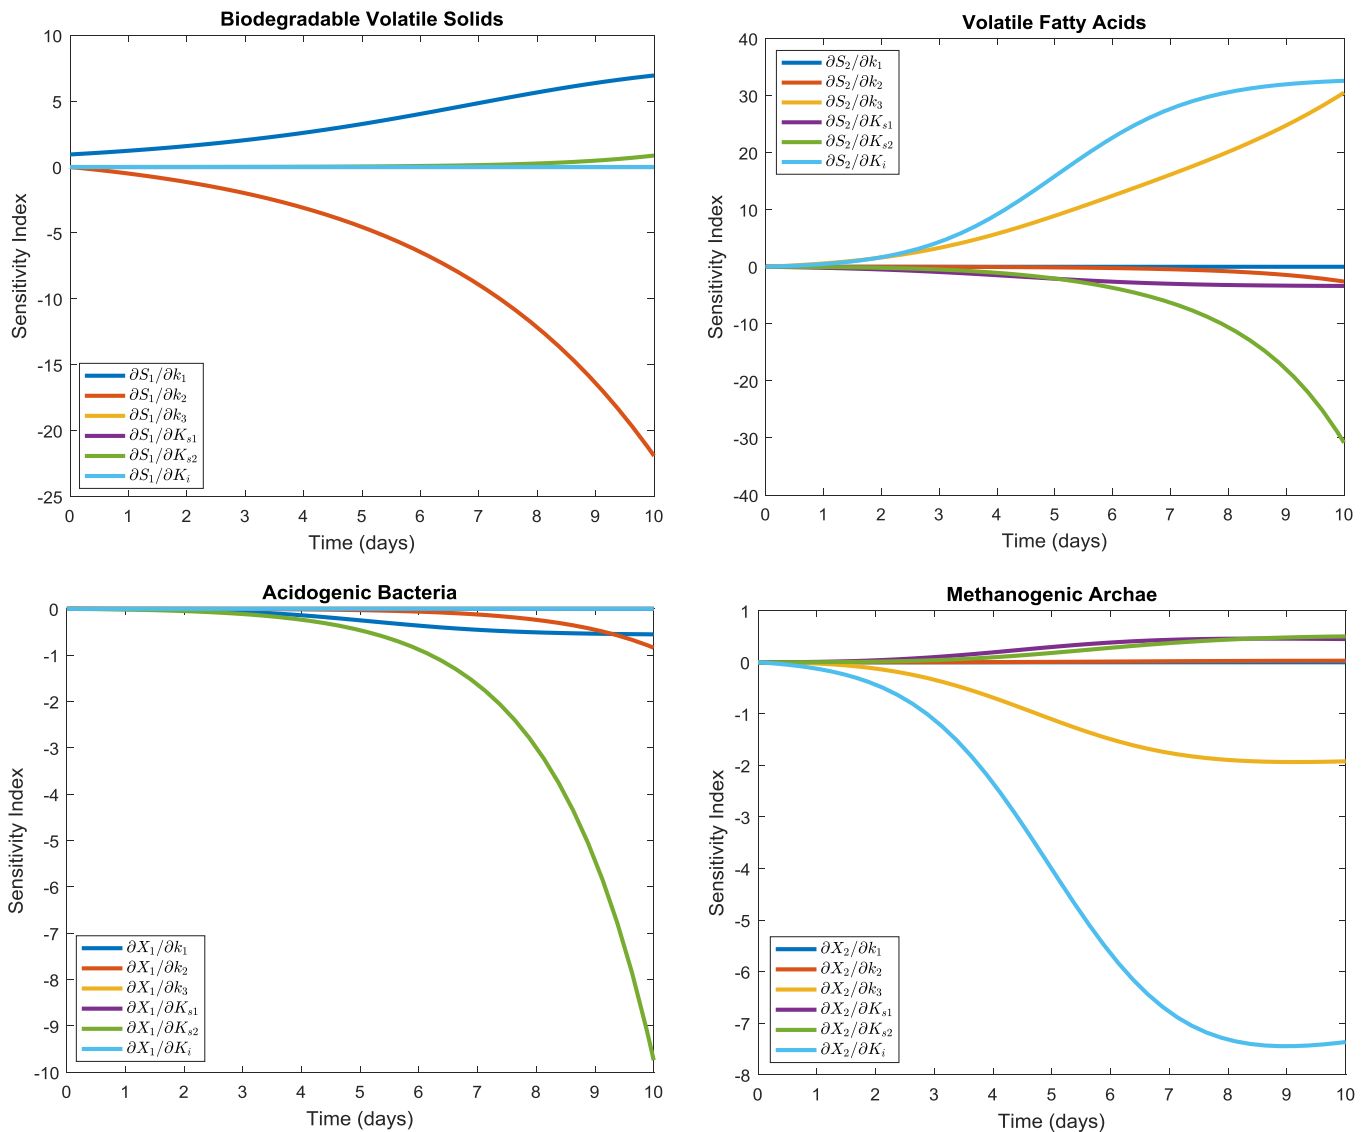 Biodegradable Volatile Solids
10
5
0
-5
-10
-15
-20
-25
Sensitivity Index
∂S₁/∂k₁
∂S₁/∂k₂
∂S₁/∂k₃
∂S₁/∂Kₛ₁
∂S₁/∂Kₛ₂
∂S₁/∂Kᵢ
0 1 2 3 4 5 6 7 8 9 10
Time (days)
Volatile Fatty Acids
40
30
20
10
0
-10
-20
-30
-40
Sensitivity Index
∂S₂/∂k₁
∂S₂/∂k₂
∂S₂/∂k₃
∂S₂/∂Kₛ₁
∂S₂/∂Kₛ₂
∂S₂/∂Kᵢ
0 1 2 3 4 5 6 7 8 9 10
Time (days)
Acidogenic Bacteria
0
-1
-2
-3
-4
-5
-6
-7
-8
-9
-10
Sensitivity Index
∂X₁/∂k₁
∂X₁/∂k₂
∂X₁/∂k₃
∂X₁/∂Kₛ₁
∂X₁/∂Kₛ₂
∂X₁/∂Kᵢ
0 1 2 3 4 5 6 7 8 9 10
Time (days)
Methanogenic Archae
1
0
-1
-2
-3
-4
-5
-6
-7
-8
Sensitivity Index
∂X₂/∂k₁
∂X₂/∂k₂
∂X₂/∂k₃
∂X₂/∂Kₛ₁
∂X₂/∂Kₛ₂
∂X₂/∂Kᵢ
0 1 2 3 4 5 6 7 8 9 10
Time (days)